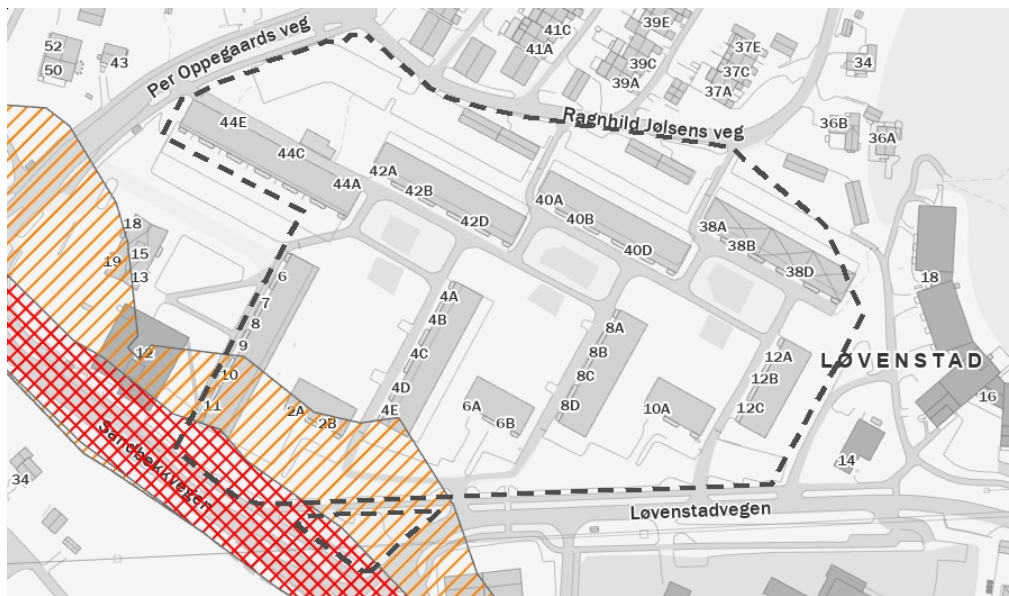 41C
39E
52
41A
37E
50
43
39C
37C
34
39A
37A
Per Oppegaards veg
Ragnhild Jølsens veg
36B
44E
36A
44C
42A
44A
42B
40A
42D
40B
38A
18
40D
38B
15
38D
19
13
6
18
7
4A
8
4B
8A
9
8B
12A
LØVENSTAD
12
4C
10
8C
12B
4D
16
11
2A
4E
6A
8D
10A
12C
2B
6B
Sandbekkvegen
14
34
Løvenstadvegen